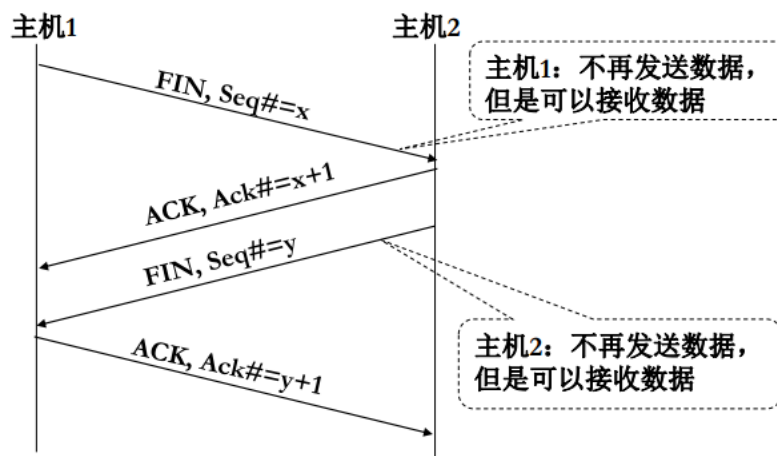 主机1
主机2
主机1：不再发送数据，
但是可以接收数据
FIN, Seq#=x
ACK, Ack#=x+1
FIN, Seq#=y
主机2：不再发送数据，
但是可以接收数据
ACK, Ack#=y+1